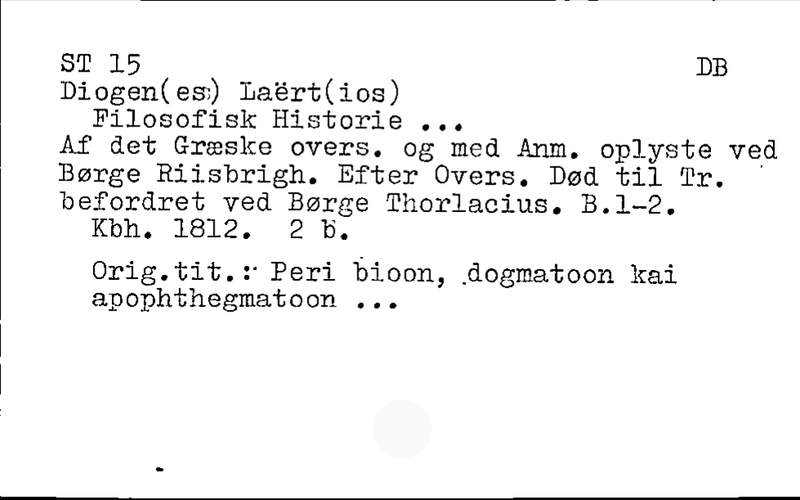 ST 15 DB
Diogen(es) Laërt(ios)
Filosofisk Historie ...
Af det Græske overs. og med Anm. oplyste ved
Børge Riisbrigh. Efter Overs. Død til Tr.
befordret ved Børge Thorlacius. B.1-2.
Kbh. 1812. 2 b.
Orig.tit.: Peri bioon, dogmatoon kai
apophthegmatoon ...